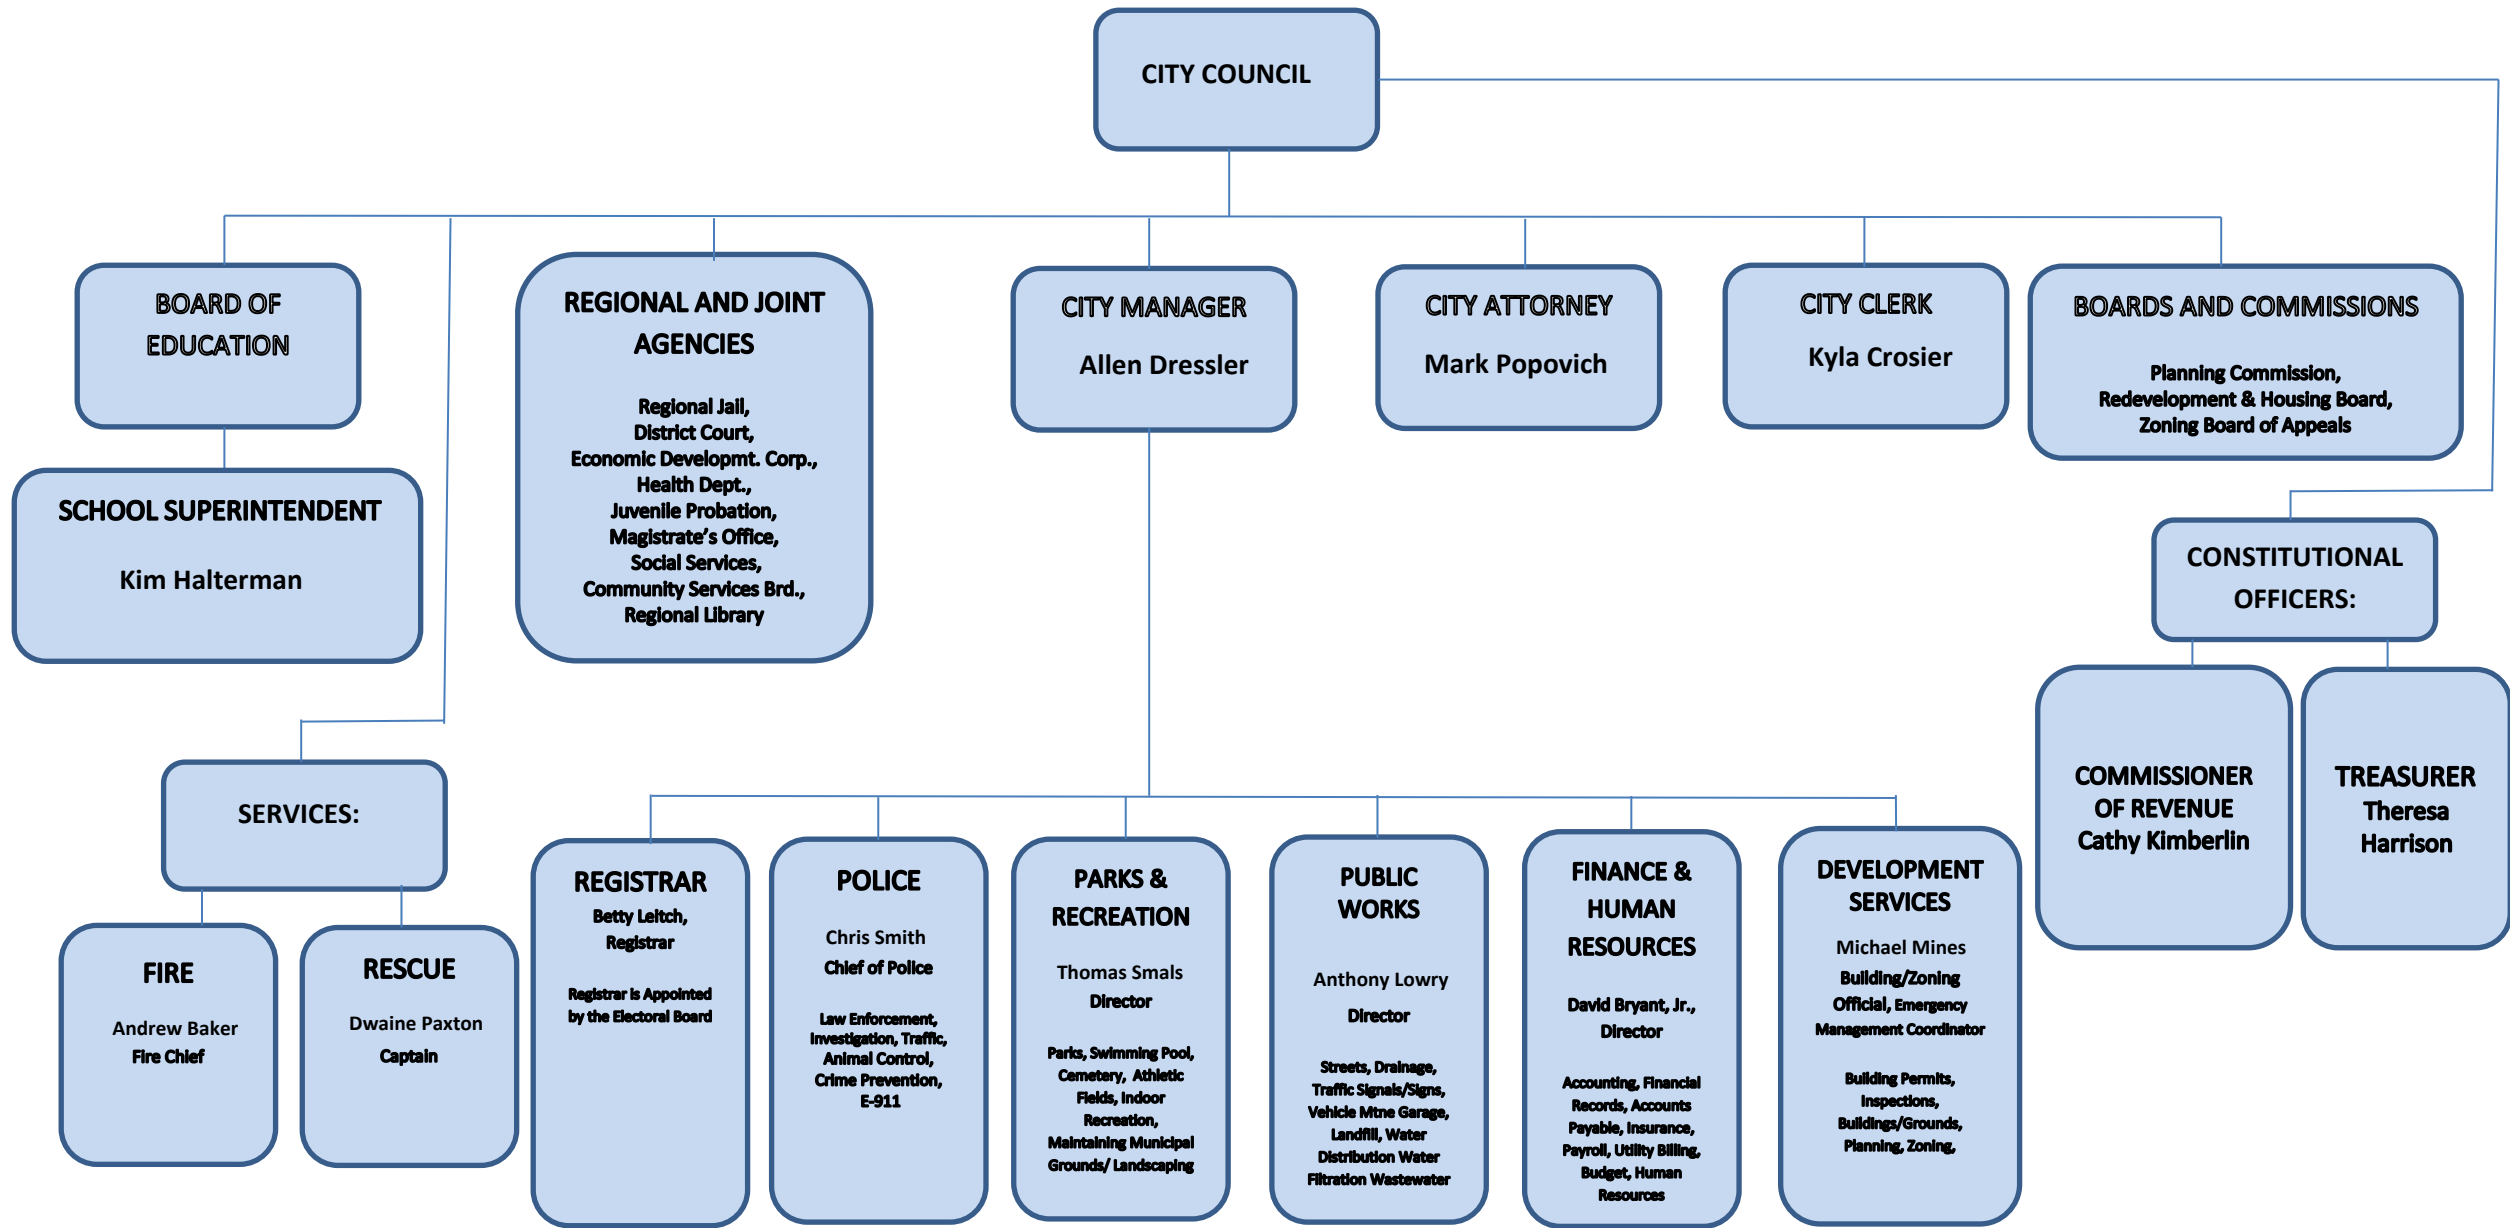 CITY COUNCIL
BOARD OF
EDUCATION
REGIONAL AND JOINT
AGENCIES
Regional Jail,
District Court,
Economic Developmt. Corp.,
Health Dept.,
Juvenile Probation,
Magistrate’s Office,
Social Services,
Community Services Brd.,
Regional Library
CITY MANAGER
Allen Dressler
CITY ATTORNEY
Mark Popovich
CITY CLERK
Kyla Crosier
BOARDS AND COMMISSIONS
Planning Commission,
Redevelopment & Housing Board,
Zoning Board of Appeals
SCHOOL SUPERINTENDENT
Kim Halterman
CONSTITUTIONAL
OFFICERS:
COMMISSIONER
OF REVENUE
Cathy Kimberlin
TREASURER
Theresa
Harrison
SERVICES:
FIRE
Andrew Baker
Fire Chief
RESCUE
Dwaine Paxton
Captain
REGISTRAR
Betty Leitch,
Registrar
Registrar is Appointed
by the Electoral Board
POLICE
Chris Smith
Chief of Police
Law Enforcement,
Investigation, Traffic,
Animal Control,
Crime Prevention,
E-911
PARKS &
RECREATION
Thomas Smals
Director
Parks, Swimming Pool,
Cemetery, Athletic
Fields, Indoor
Recreation,
Maintaining Municipal
Grounds/ Landscaping
PUBLIC
WORKS
Anthony Lowry
Director
Streets, Drainage,
Traffic Signals/Signs,
Vehicle Mtne Garage,
Landfill, Water
Distribution Water
Filtration Wastewater
FINANCE &
HUMAN
RESOURCES
David Bryant, Jr.,
Director
Accounting, Financial
Records, Accounts
Payable, Insurance,
Payroll, Utility Billing,
Budget, Human
Resources
DEVELOPMENT
SERVICES
Michael Mines
Building/Zoning
Official, Emergency
Management Coordinator
Building Permits,
Inspections,
Buildings/Grounds,
Planning, Zoning,